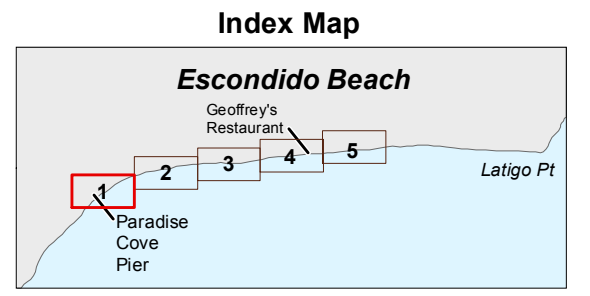 Index Map
Escondido Beach
Geoffrey's
Restaurant
5
4
3
2
1
Latigo Pt
Paradise
Cove
Pier